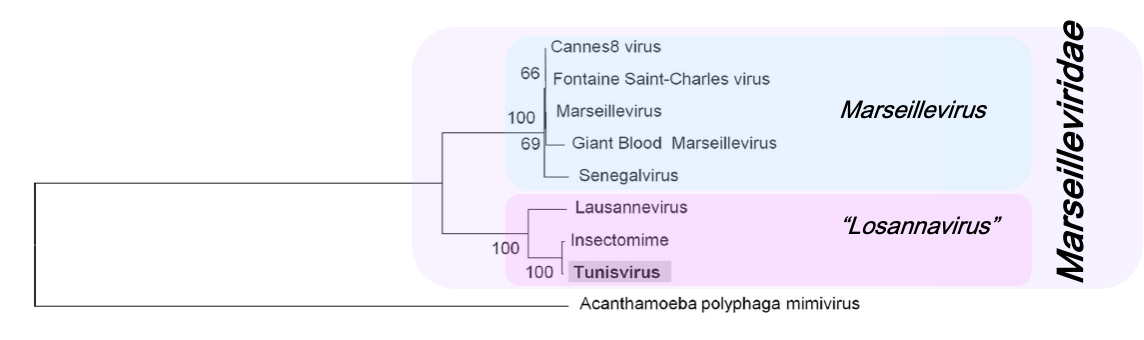 Cannes8 virus
66
Fontaine Saint-Charles virus
100
Marseillevirus
Marseillevirus
69
Giant Blood Marseillevirus
Senegalvirus
Lausannevirus
“Losannavirus”
100
Insectomime
100
Tunisvirus
Acanthamoeba polyphaga mimivirus
Marseilleviridae